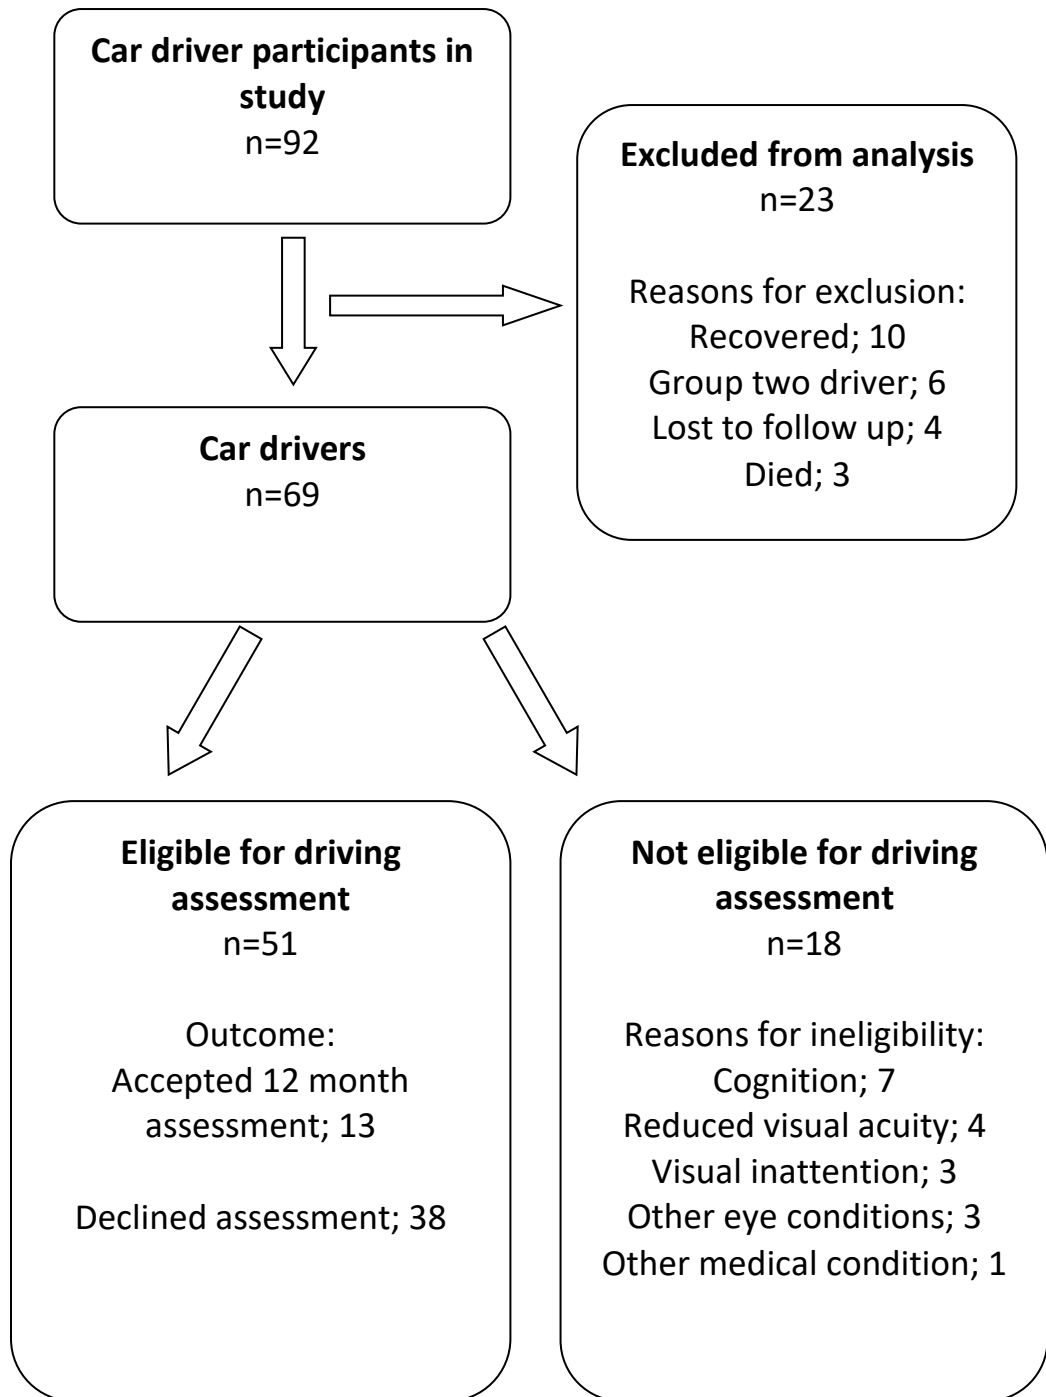 Car driver participants in
study
n=92
Excluded from analysis
n=23
Reasons for exclusion:
Recovered; 10
Group two driver; 6
Lost to follow up; 4
Died; 3
Car drivers
n=69
Eligible for driving
assessment
n=51
Outcome:
Accepted 12 month
assessment; 13
Declined assessment; 38
Not eligible for driving
assessment
n=18
Reasons for ineligibility:
Cognition; 7
Reduced visual acuity; 4
Visual inattention; 3
Other eye conditions; 3
Other medical condition; 1